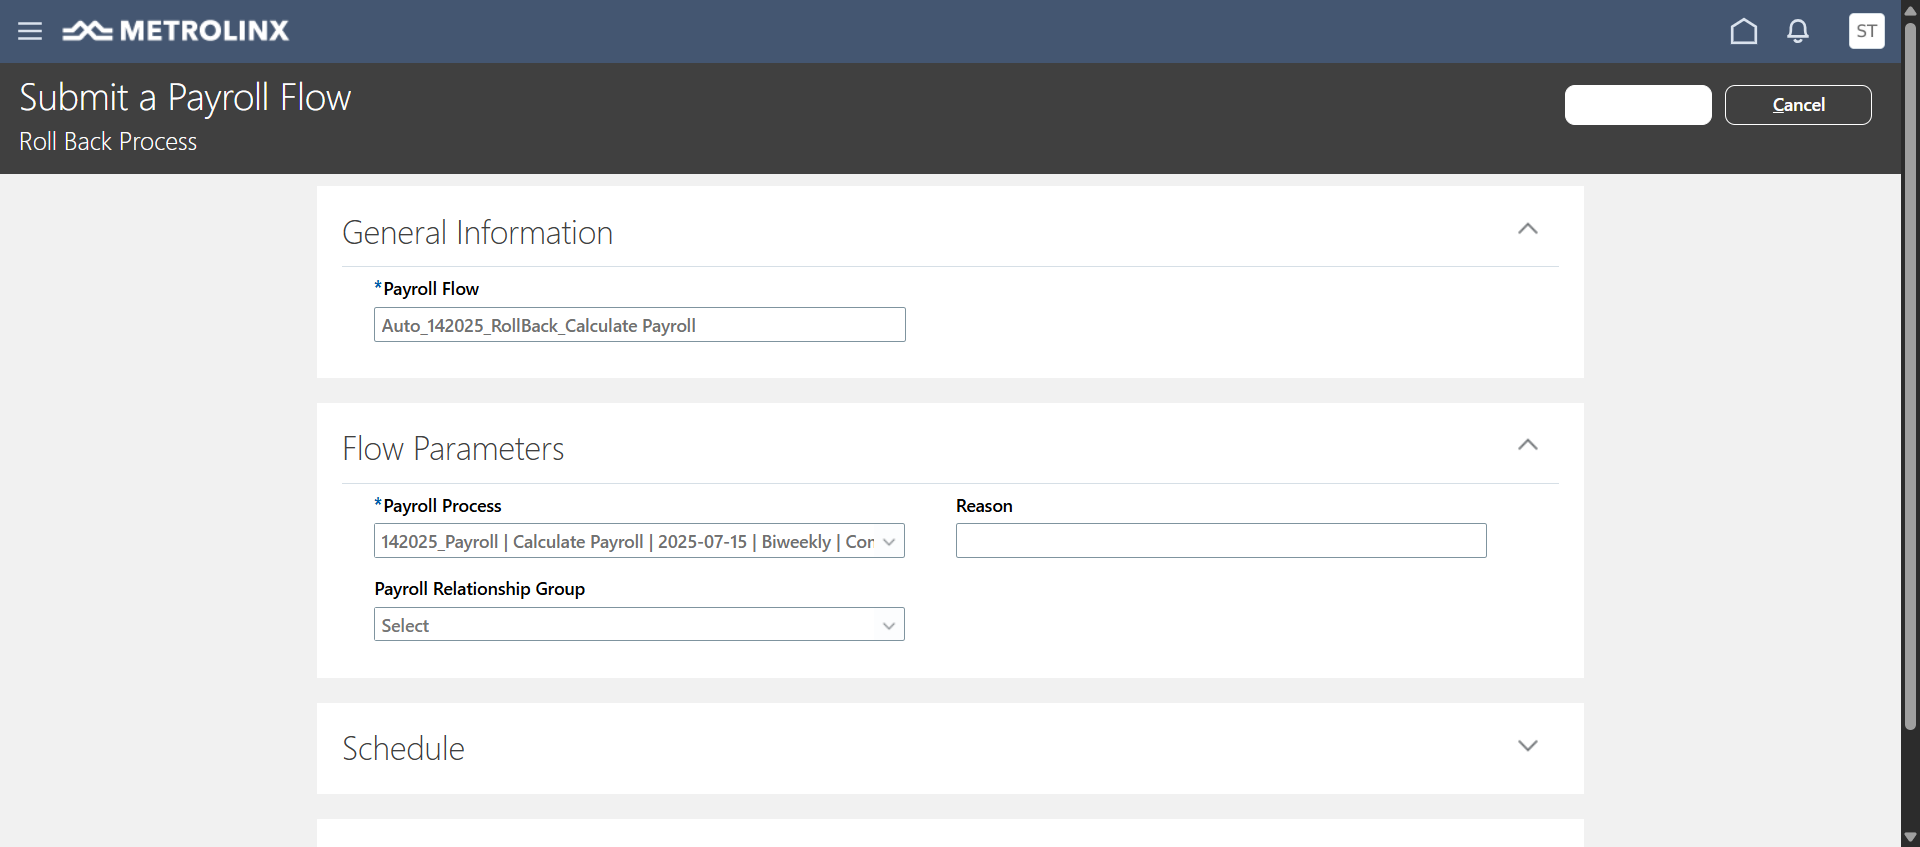 METROLINX
ST
Submit a Payroll Flow
Cancel
Roll Back Process
General Information
*Payroll Flow
Auto_142025_RollBack_Calculate Payroll
Flow Parameters
*Payroll Process
Reason
142025_Payroll | Calculate Payroll | 2025-07-15 | Biweekly | Cor
Payroll Relationship Group
Select
Schedule